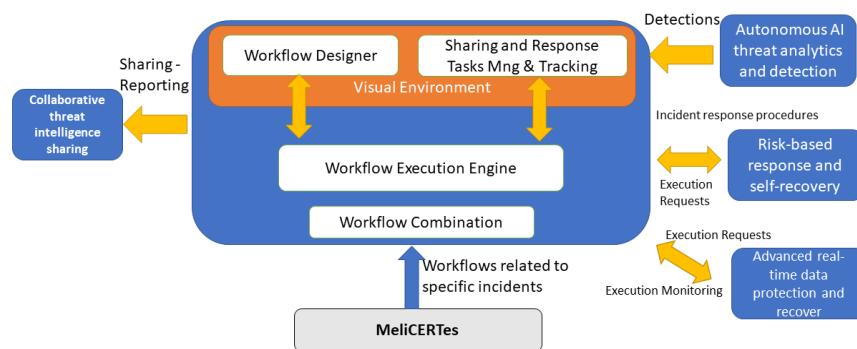 Detections
Autonomous AI
threat analytics
and detection
Sharing -
Reporting
Workflow Designer
Sharing and Response
Tasks Mng & Tracking
Visual Environment
Collaborative
threat
intelligence
sharing
Incident response procedures
Workflow Execution Engine
Risk-based
response and
self-recovery
Execution
Requests
Workflow Combination
Execution Requests
Workflows related to
specific incidents
Execution Monitoring
Advanced real-
time data
protection and
recover
MeliCERTes